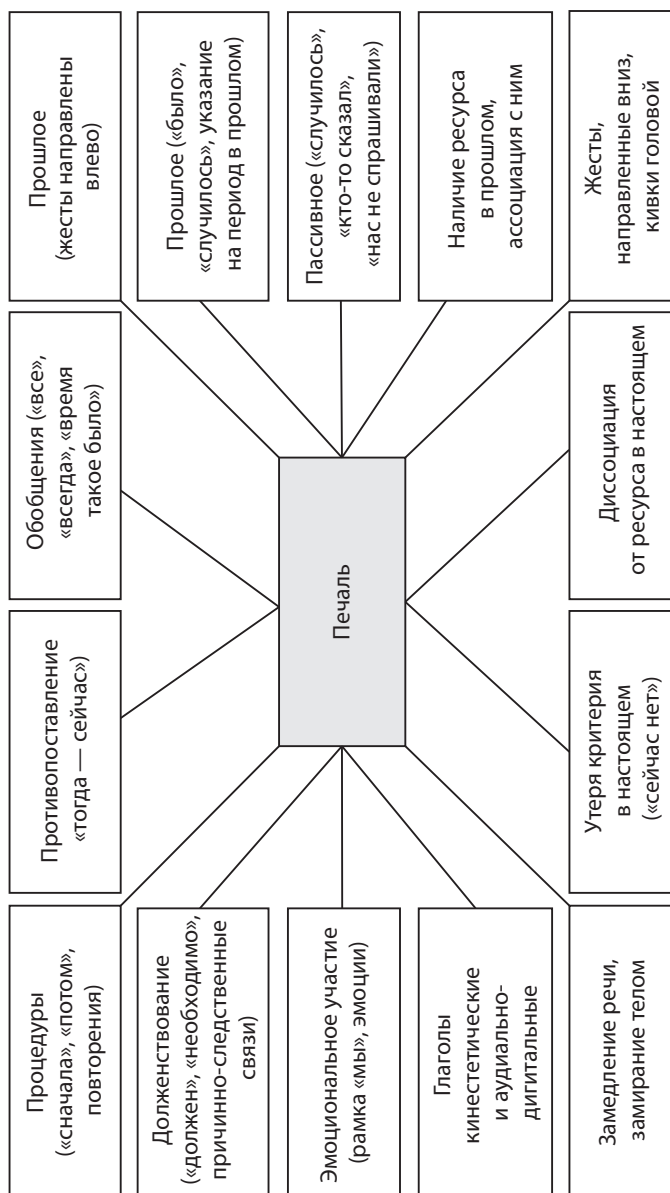 Процедуры
(«сначала», «потом»,
повторения)
Противопоставление
«тогда — сейчас»)
Обобщения («все»,
«всегда», «время
такое было»)
Прошлое
(жесты направлены
влево)
Долженствование
(«должен», «необходимо»,
причинно-следственные
связи)
Прошлое («было»,
«случилось», указание
на период в прошлом)
Эмоциональное участие
(рамка «мы», эмоции)
Печаль
Пассивное («случилось»,
«кто-то сказал»,
«нас не спрашивали»)
Глаголы
кинестетические
и аудиально-
дигитальные
Наличие ресурса
в прошлом,
ассоциация с ним
Замедление речи,
замирание телом
Утеря критерия
в настоящем
(«сейчас нет»)
Диссоциация
от ресурса в настоящем
Жесты,
направленные вниз,
кивки головой